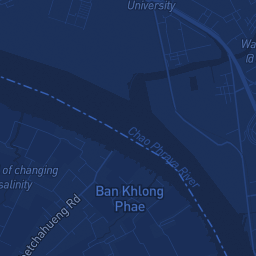 University
Wa
@
Chao Phraya River
of changing
salinity
Ban Khlong
Phae
etchahueng Rd